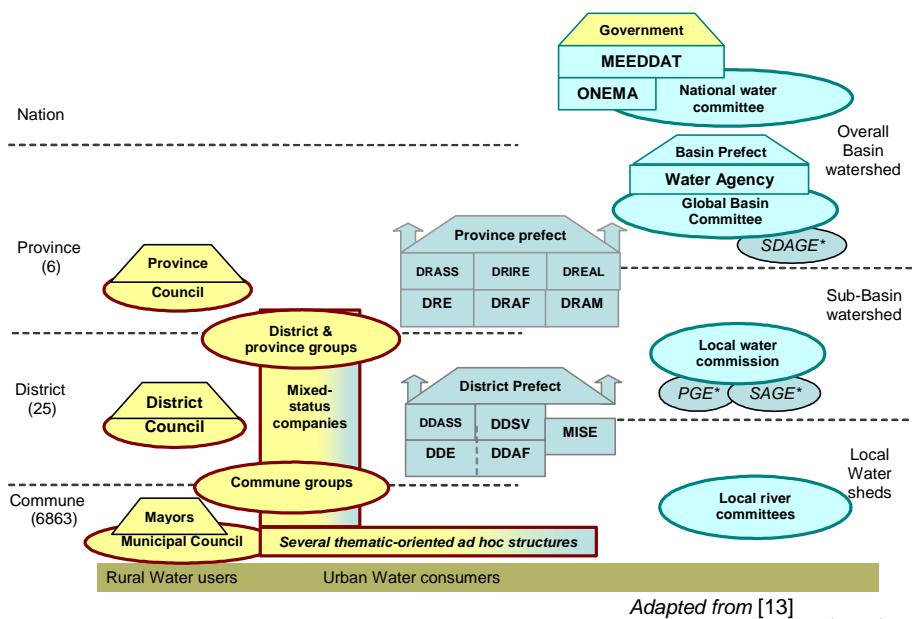 Government
MEEDDAT
ONEMA
National water
committee
Nation
Overall
Basin
watershed
Basin Prefect
Water Agency
Global Basin
Committee
SDAGE*
Province
(6)
Province
Council
Province prefect
DRASS DRIRE DREAL
DRE DRAF DRAM
Sub-Basin
watershed
District &
province groups
Local water
commission
PGE* SAGE*
District
(25)
District
Council
Mixed-
status
companies
District Prefect
DDASS DDSV MISE
DDE DDAF
Local
Water
sheds
Commune
(6863)
Commune groups
Mayors
Municipal Council
Several thematic-oriented ad hoc structures
Local river
committees
Rural Water users Urban Water consumers
Adapted from [13]